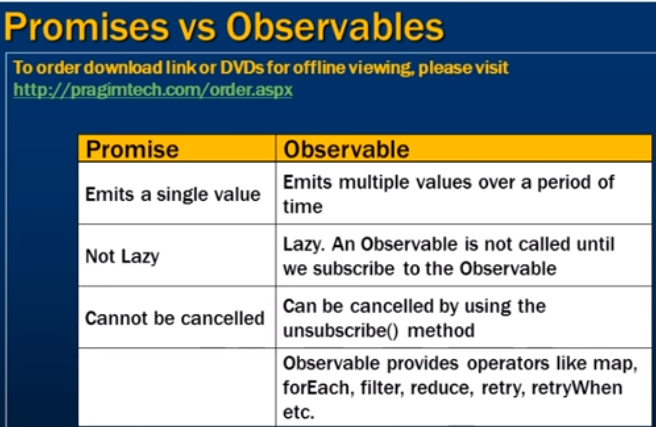 Promises vs Observables
To order download link or DVDs for offline viewing, please visit
http://pragimtech.com/order.aspx
Promise
Observable
Emits a single value
Emits multiple values over a period of
time
Not Lazy
Lazy. An Observable is not called until
we subscribe to the Observable
Cannot be cancelled
Can be cancelled by using the
unsubscribe() method
Observable provides operators like map,
forEach, filter, reduce, retry, retryWhen
etc.